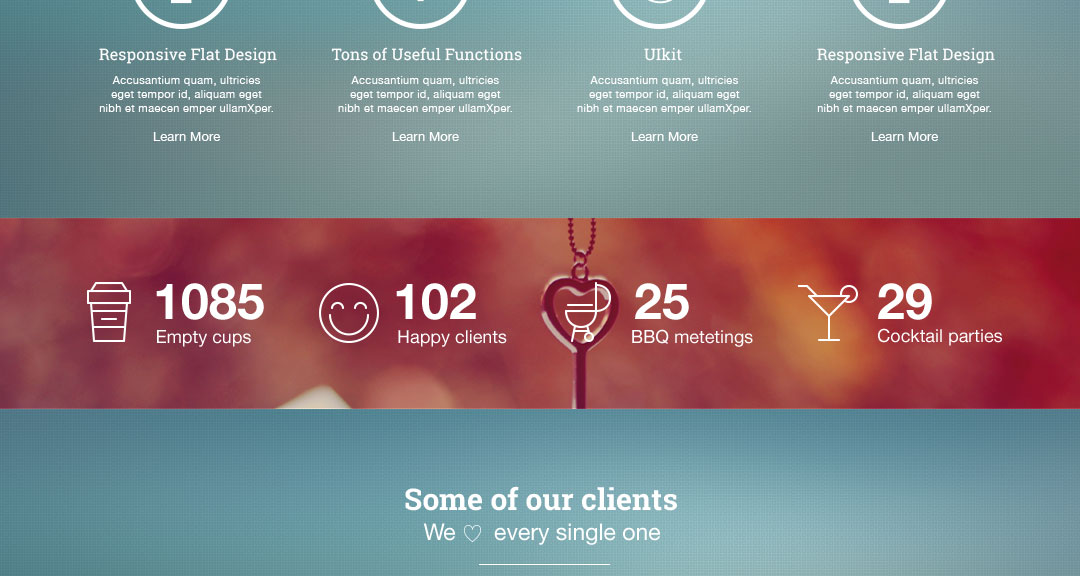 Responsive Flat Design
Accusantium quam, ultricies
eget tempor id, aliquam eget
nibh et maecen emper ullamXper.
Learn More
Tons of Useful Functions
Accusantium quam, ultricies
eget tempor id, aliquam eget
nibh et maecen emper ullamXper.
Learn More
UIkit
Accusantium quam, ultricies
eget tempor id, aliquam eget
nibh et maecen emper ullamXper.
Learn More
Responsive Flat Design
Accusantium quam, ultricies
eget tempor id, aliquam eget
nibh et maecen emper ullamXper.
Learn More
1085
Empty cups
102
Happy clients
25
BBQ metetings
29
Cocktail parties
Some of our clients
We ♡ every single one